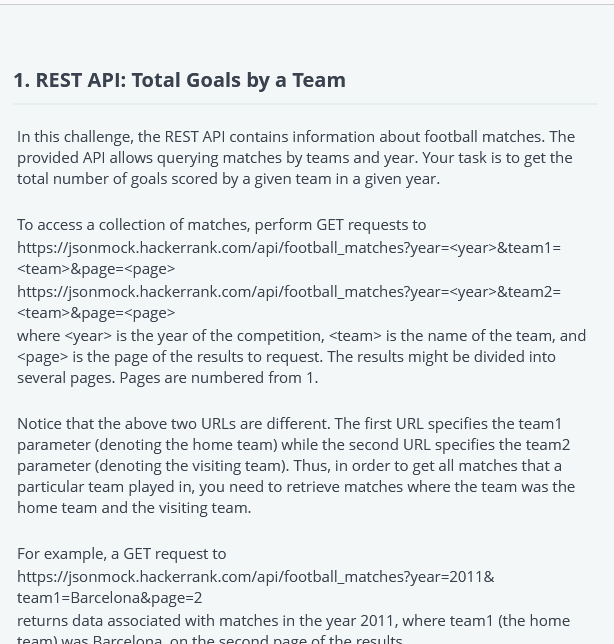 1. REST API: Total Goals by a Team
In this challenge, the REST API contains information about football matches. The
provided API allows querying matches by teams and year. Your task is to get the
total number of goals scored by a given team in a given year.
To access a collection of matches, perform GET requests to
https://jsonmock.hackerrank.com/api/football_matches?year=<year>&team1=
<team>&page=<page>
https://jsonmock.hackerrank.com/api/football_matches?year=<year>&team2=
<team>&page=<page>
where <year> is the year of the competition, <team> is the name of the team, and
<page> is the page of the results to request. The results might be divided into
several pages. Pages are numbered from 1.
Notice that the above two URLs are different. The first URL specifies the team1
parameter (denoting the home team) while the second URL specifies the team2
parameter (denoting the visiting team). Thus, in order to get all matches that a
particular team played in, you need to retrieve matches where the team was the
home team and the visiting team.
For example, a GET request to
https://jsonmock.hackerrank.com/api/football_matches?year=2011&
team1=Barcelona&page=2
returns data associated with matches in the year 2011, where team1 (the home
team) was Barcelona, on the second page of the results.